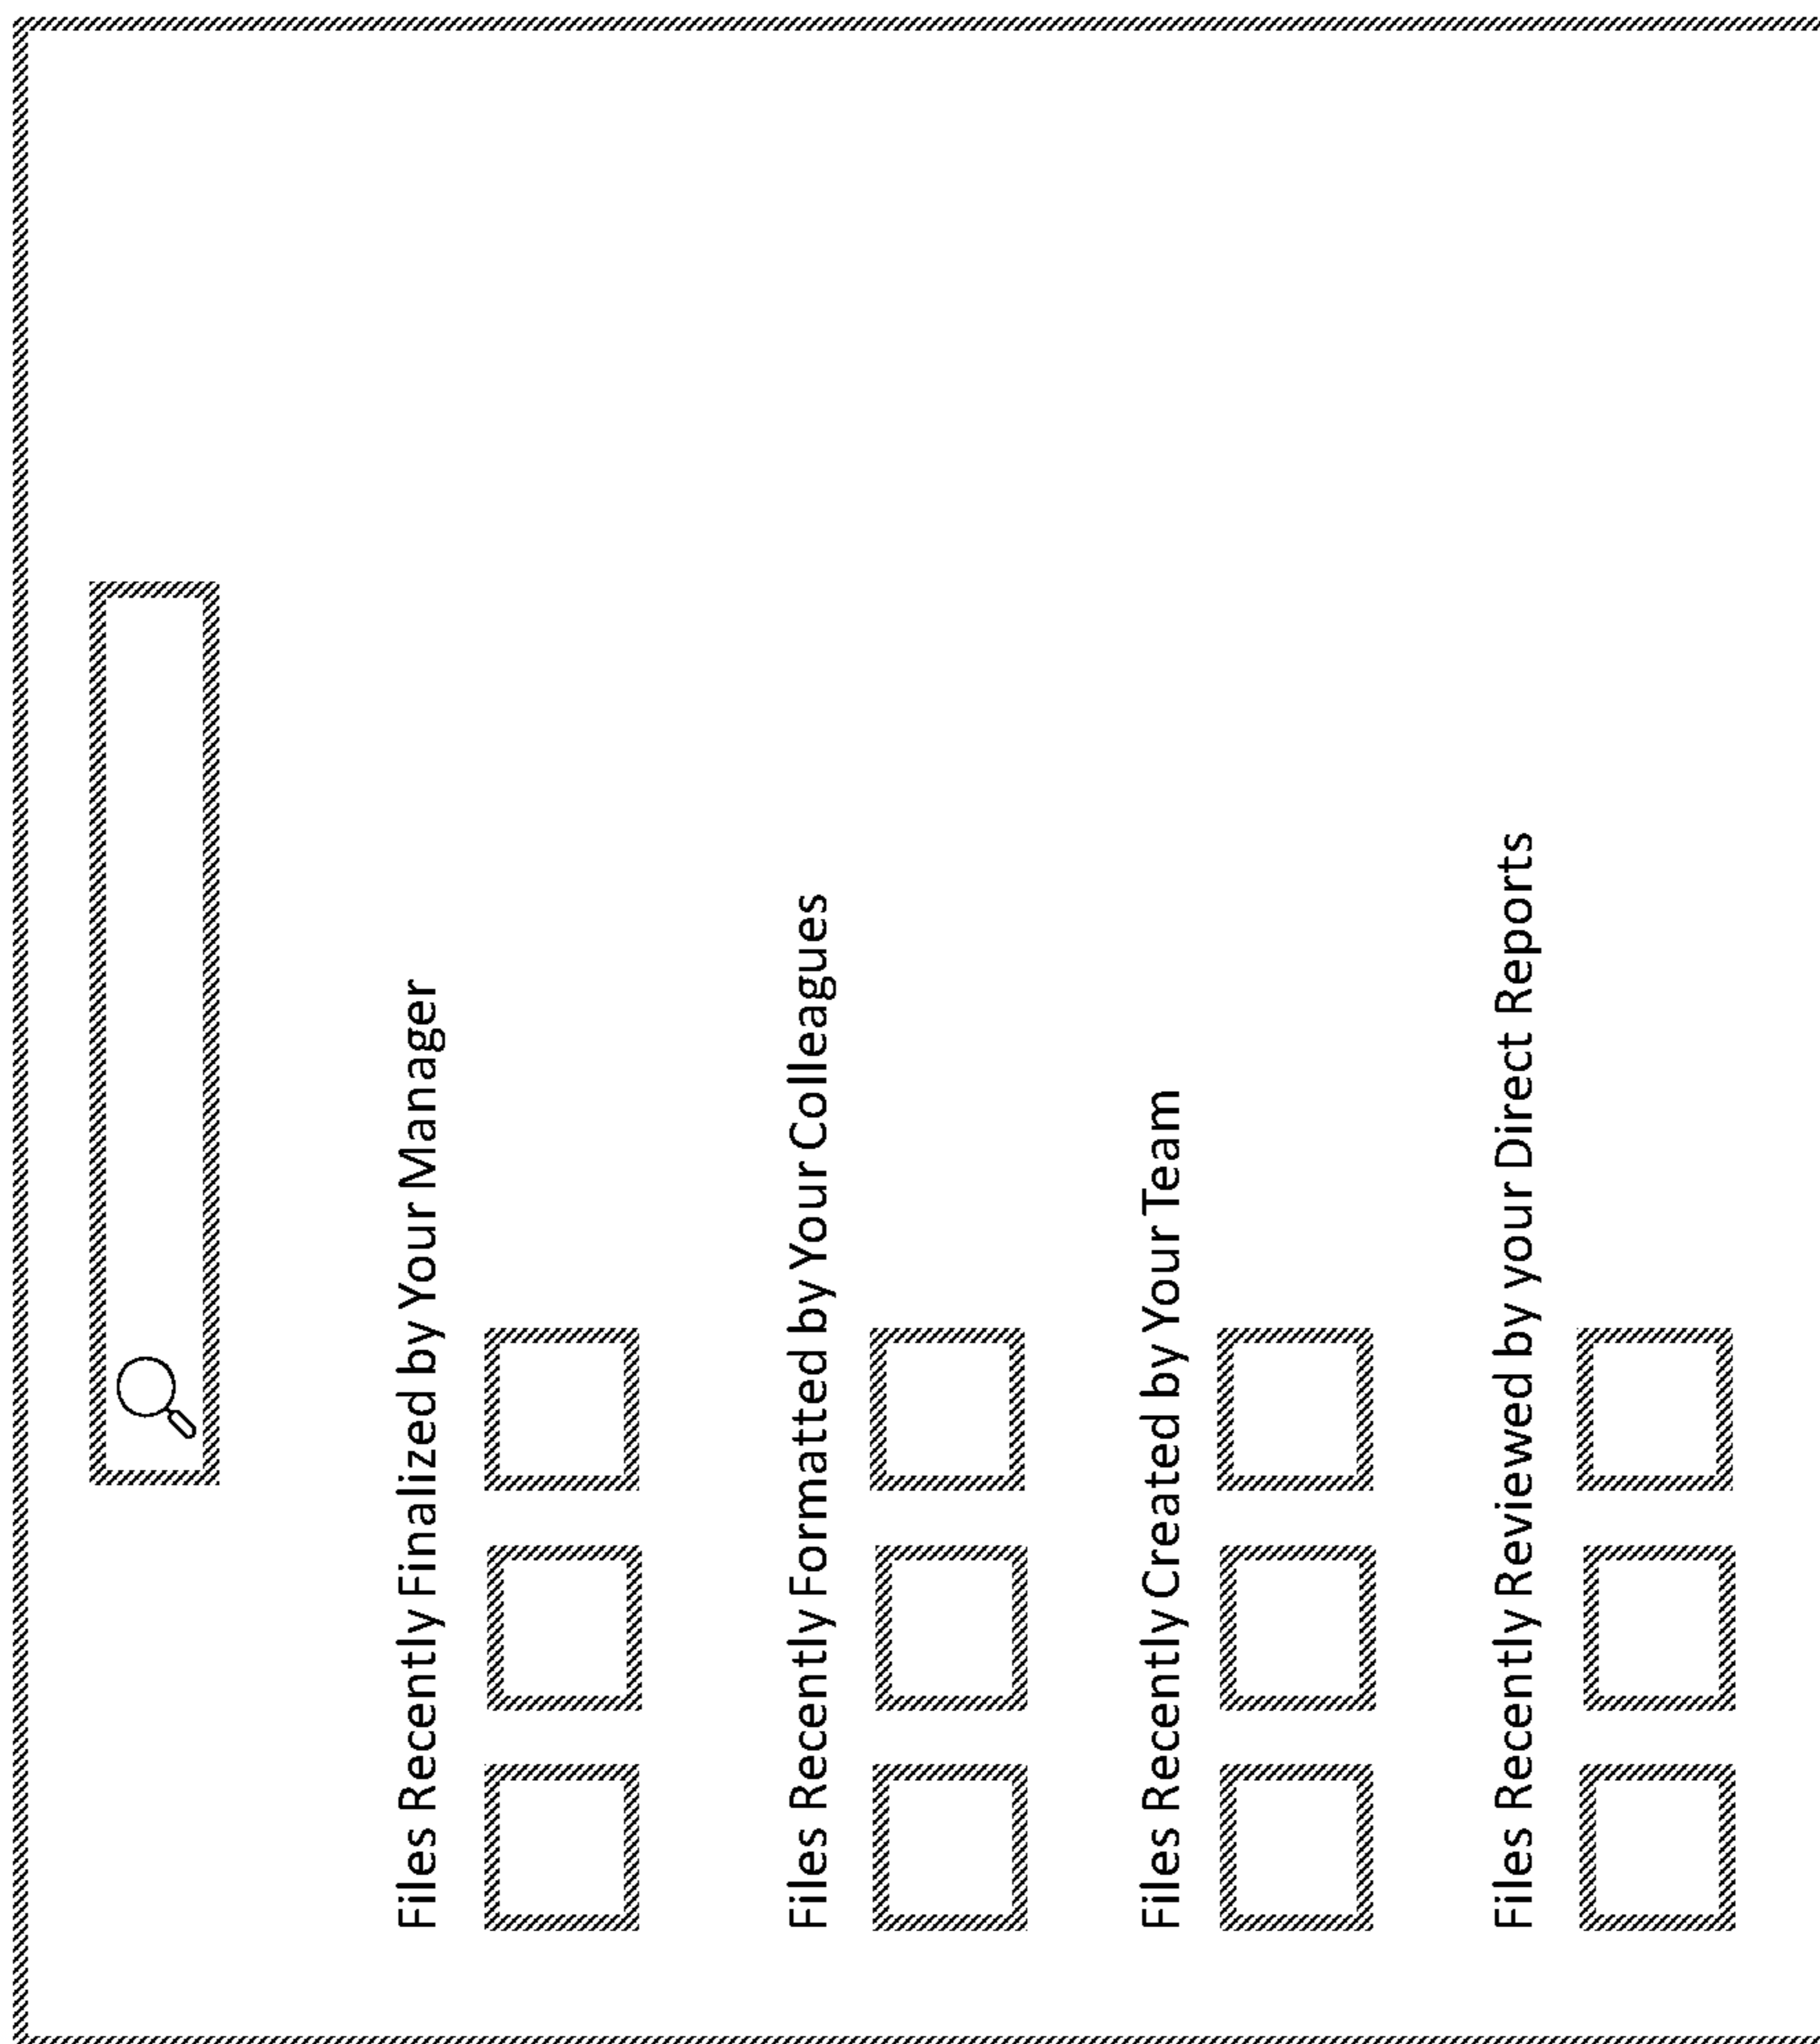 Files Recently Finalized by Your Manager
Files Recently Formatted by Your Colleagues
Files Recently Created by Your Team
Files Recently Reviewed by your Direct Reports